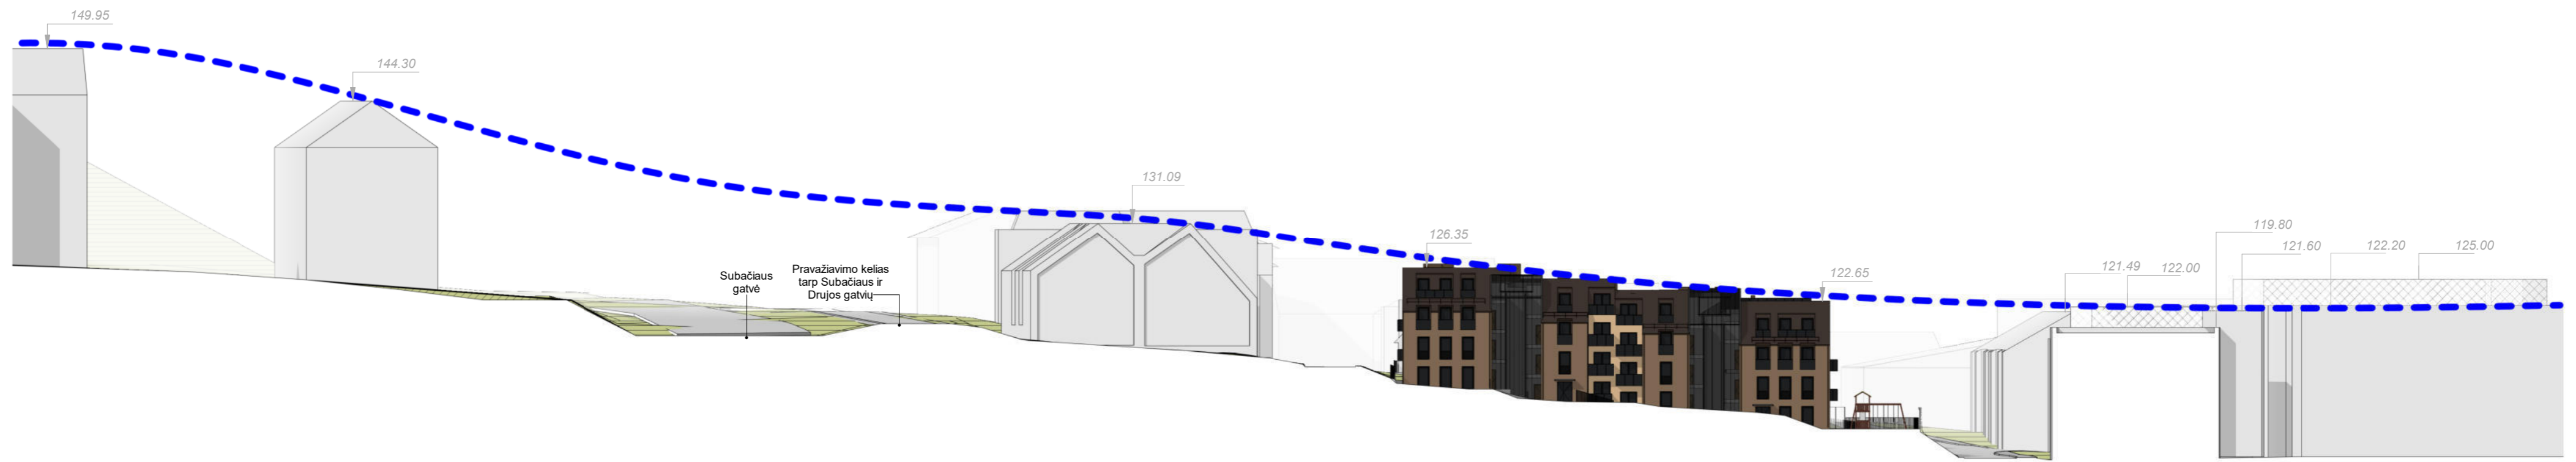 149.95
144.30
131.09
126.35
122.65
121.49
122.00
119.80
121.60
122.20
125.00
Subačiaus
gatvė
Pravažiavimo kelias
tarp Subačiaus ir
Drujos gatvių